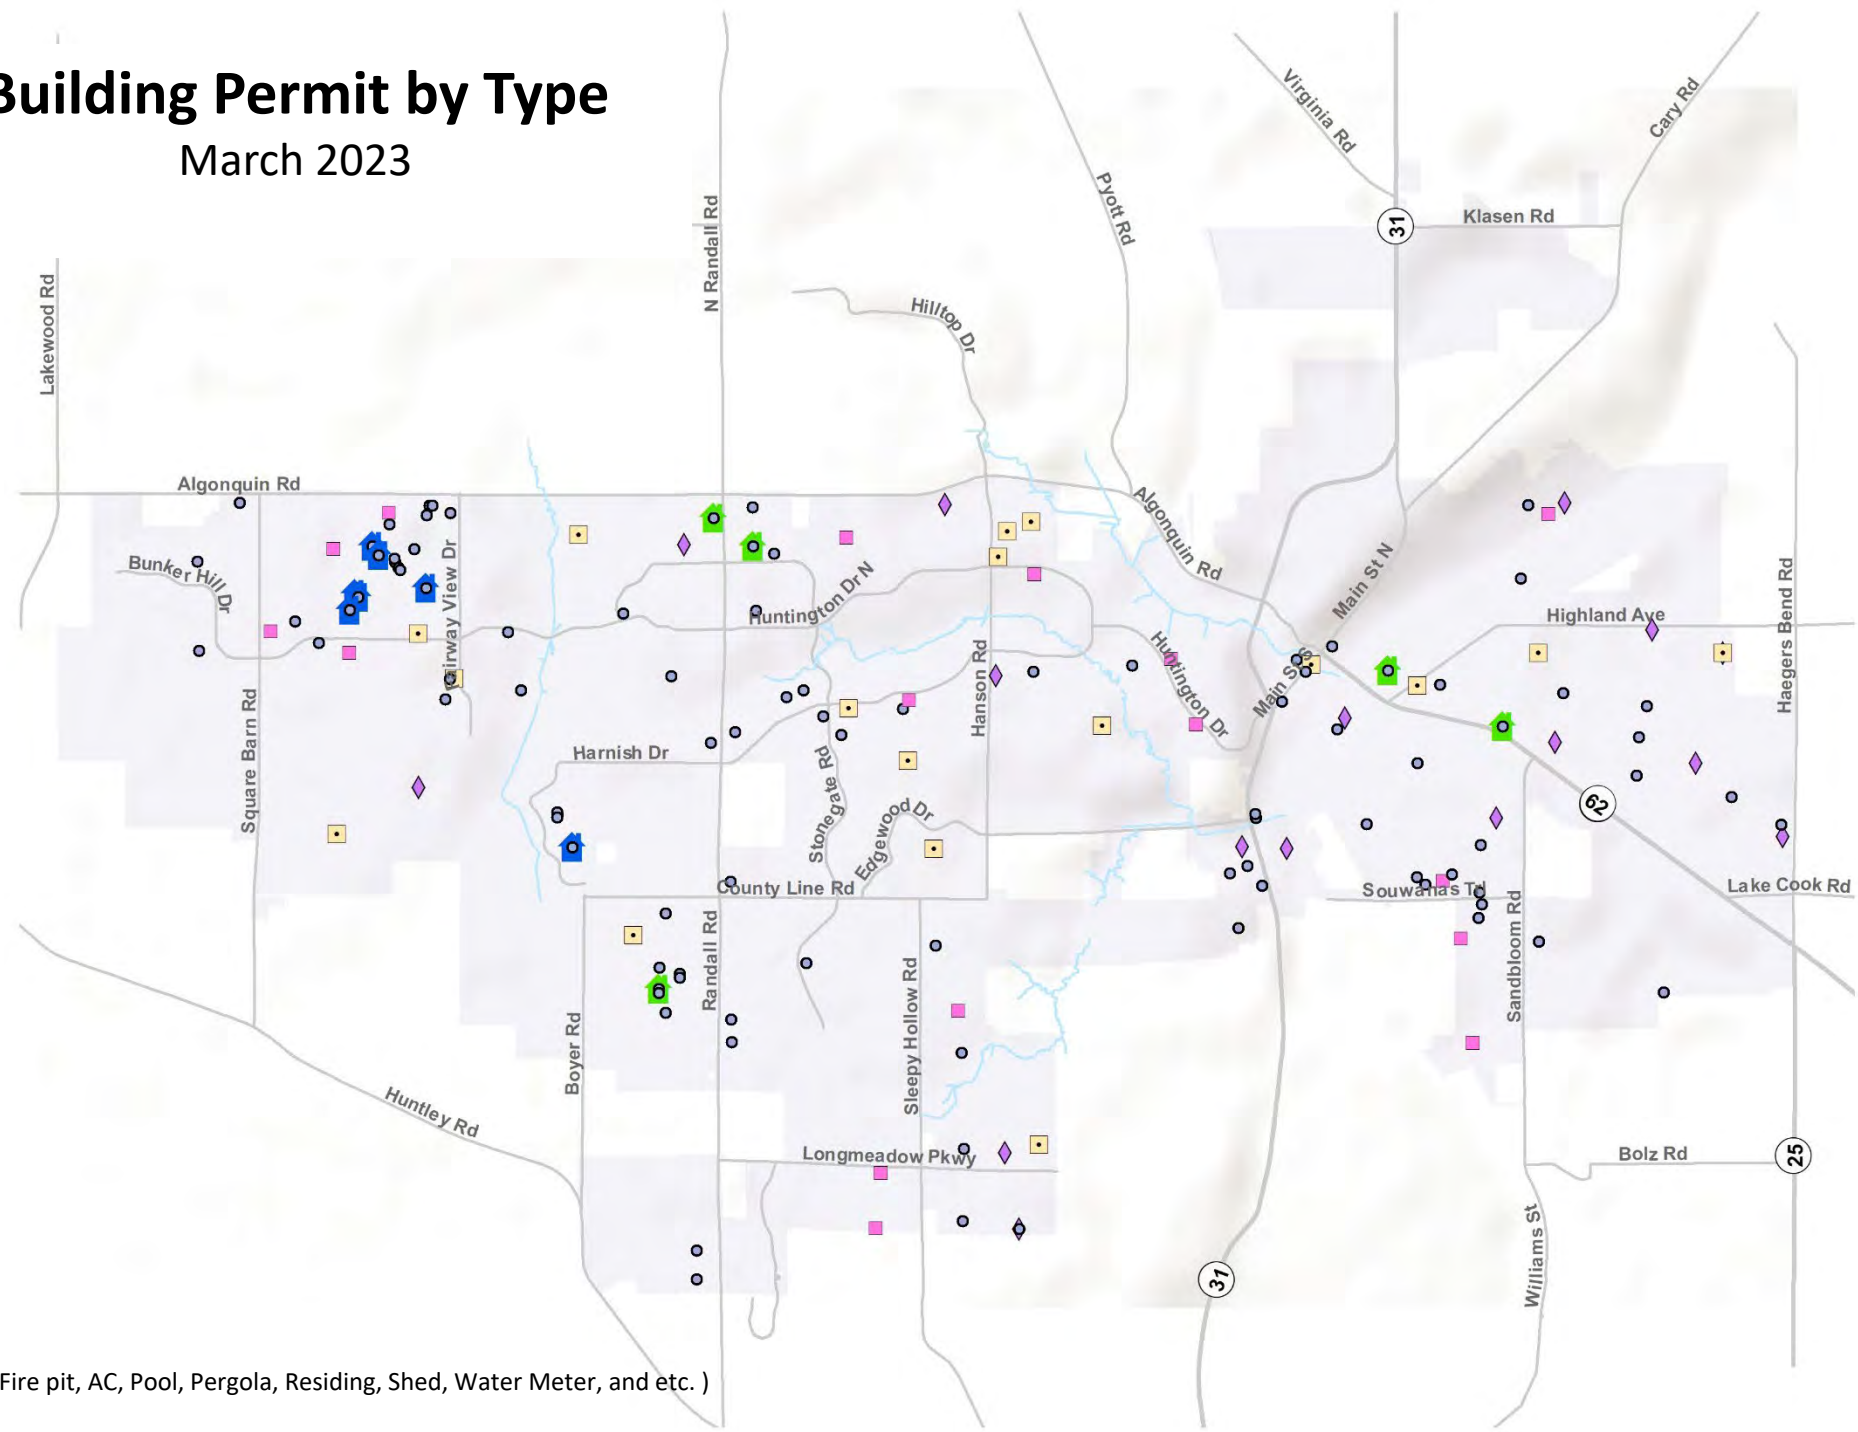 Building Permit by Type
March 2023
Virginia Rd
Cary Rd
Pyott Rd
N Randall Rd
31
Klasen Rd
Lakewood Rd
Hilltop Dr
Algonquin Rd
Algonquin Rd
Main St N
Bunker Hill Dr
Fairway View Dr
Huntington Dr N
Highland Ave
Haegers Bend Rd
Hanson Rd
Huntington Dr
Main St S
Square Barn Rd
Harnish Dr
Stonegate Rd
Edgewood Dr
62
County Line Rd
Souwanas Trl
Lake Cook Rd
Randall Rd
Sandbloom Rd
Boyer Rd
Sleepy Hollow Rd
Huntley Rd
Longmeadow Pkwy
Bolz Rd
25
Williams St
31
Fire pit, AC, Pool, Pergola, Residing, Shed, Water Meter, and etc. )